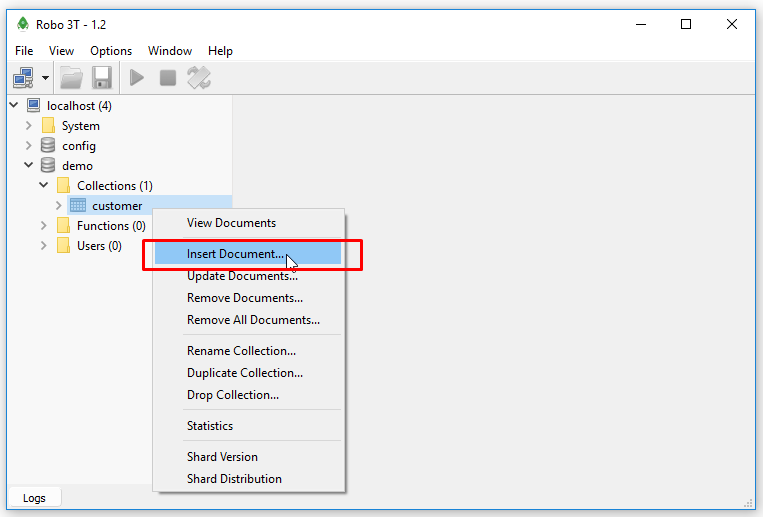 Robo 3T - 1.2
File View Options Window Help
localhost (4)
System
config
demo
Collections (1)
customer
Functions (0)
Users (0)
View Documents
Insert Document...
Update Documents...
Remove Documents...
Remove All Documents...
Rename Collection...
Duplicate Collection...
Drop Collection...
Statistics
Shard Version
Shard Distribution
Logs